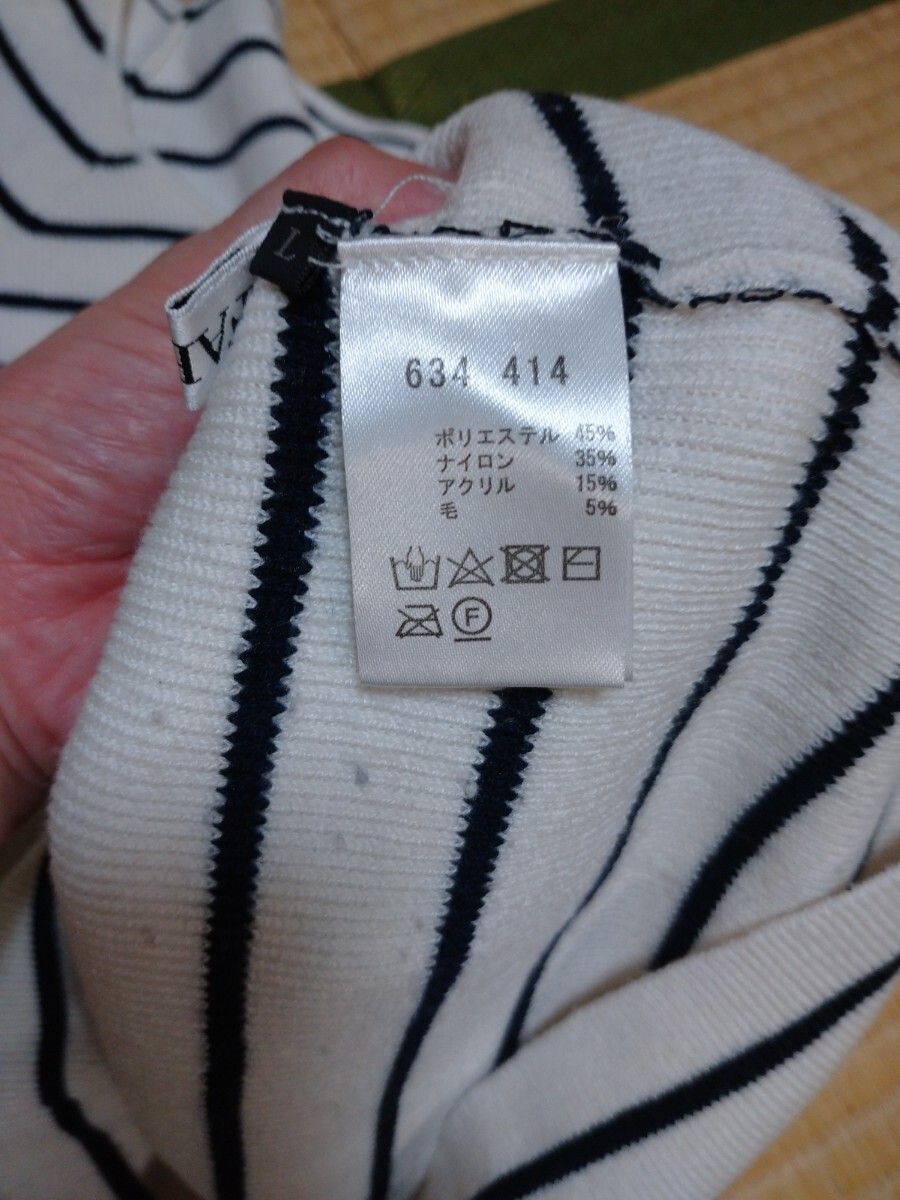 L
634 414
ポリエステル 45%
ナイロン 35%
アクリル 15%
毛 5%
F